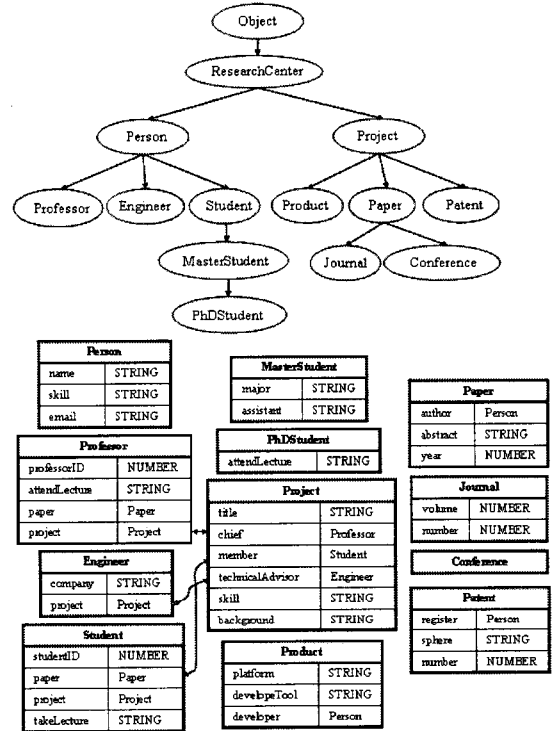 Object
ResearchCenter
Person Project
Professor Engineer Student Product Paper Patent
MasterStudent Journal Conference
PhDStudent
Person
name STRING
skill STRING
email STRING
MasterStudent
major STRING
assistant STRING
Paper
author Person
abstract STRING
year NUMBER
Professor
professorID NUMBER
attendLecture STRING
paper Paper
project Project
PhDStudent
attendLecture STRING
Project
title STRING
chief Professor
member Student
technicalAdvisor Engineer
skill STRING
background STRING
Journal
volume NUMBER
number NUMBER
Engineer
company STRING
project Project
Conference
Patent
register Person
sphere STRING
number NUMBER
Student
studentID NUMBER
paper Paper
project Project
takeLecture STRING
Product
platform STRING
developeTool STRING
developer Person